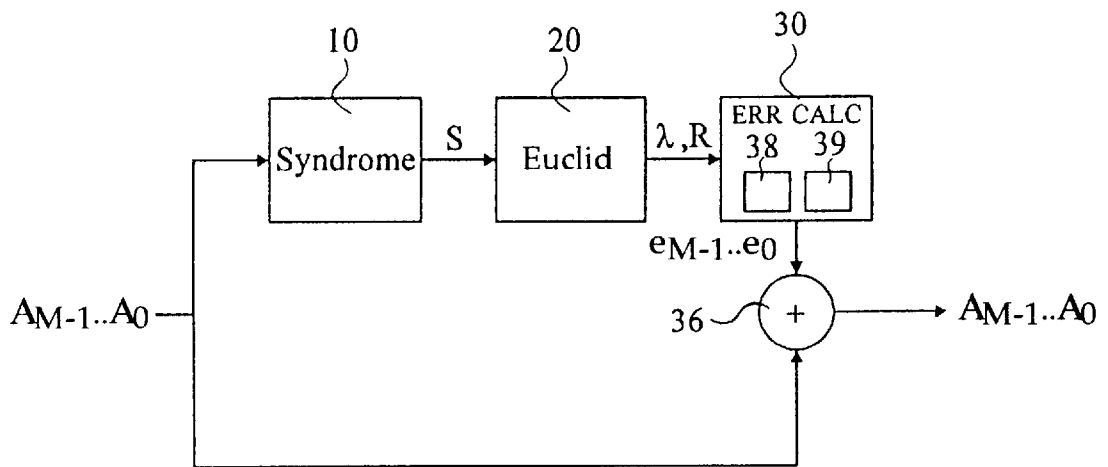 10 20 30
ERR CALC
38 39
Syndrome S Euclid λ,R
eM-1..e0
AM-1..A0 36 + AM-1..A0